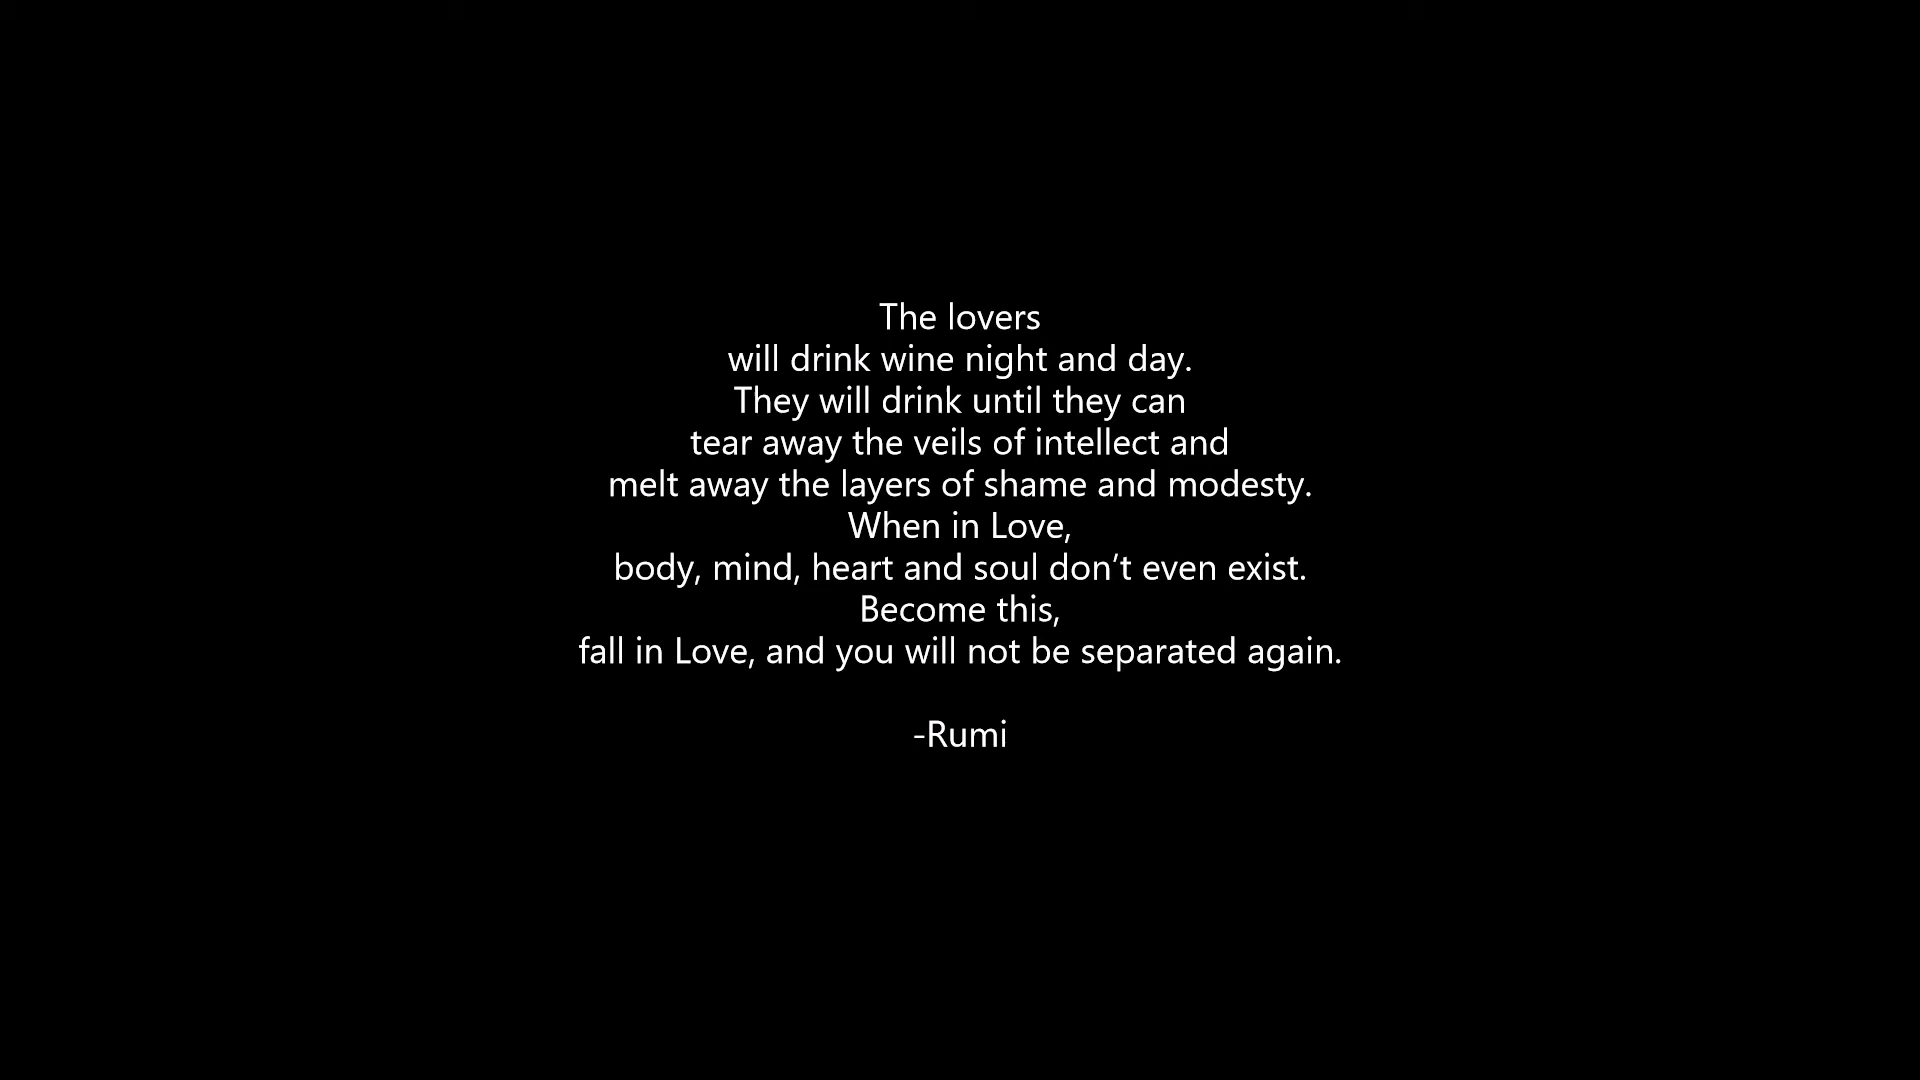 The lovers
will drink wine night and day.
They will drink until they can
tear away the veils of intellect and
melt away the layers of shame and modesty.
When in Love,
body, mind, heart and soul don’t even exist.
Become this,
fall in Love, and you will not be separated again.
-Rumi